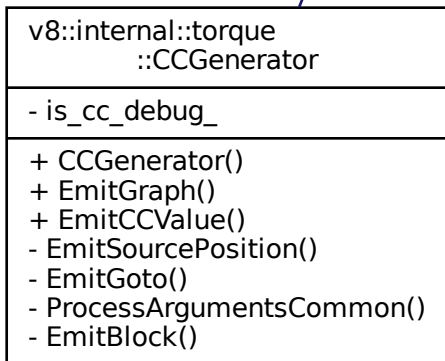 v8::internal::torque
::CCGenerator
- is_cc_debug_
+ CCGenerator()
+ EmitGraph()
+ EmitCCValue()
- EmitSourcePosition()
- EmitGoto()
- ProcessArgumentsCommon()
- EmitBlock()